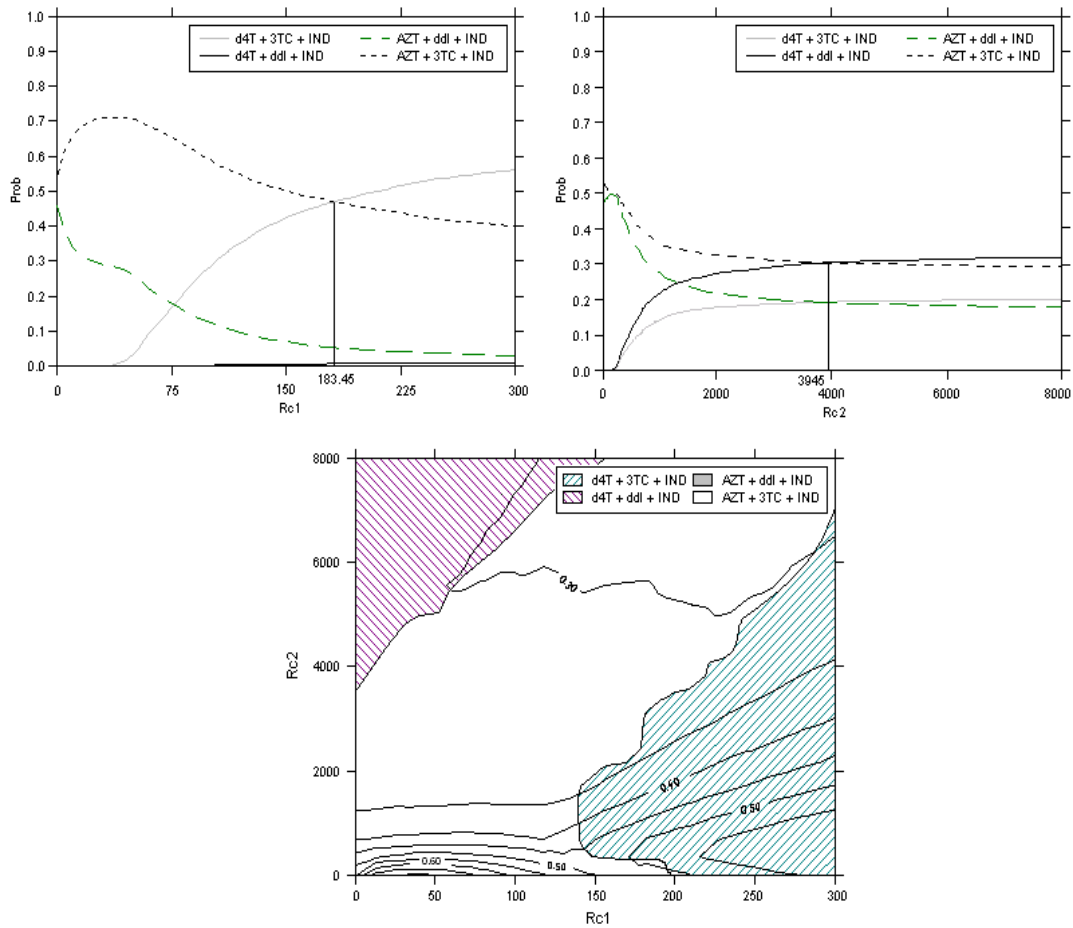 1.0
0.9
0.8
0.7
0.6
0.5
0.4
0.3
0.2
0.1
0.0
Prob
d4T + 3TC + IND AZT + ddI + IND
d4T + ddI + IND AZT + 3TC + IND
0 75 150 183.45 225 300
Rc1
1.0
0.9
0.8
0.7
0.6
0.5
0.4
0.3
0.2
0.1
0.0
Prob
d4T + 3TC + IND AZT + ddI + IND
d4T + ddI + IND AZT + 3TC + IND
0 2000 3945 4000 6000 8000
Rc2
8000
6000
4000
2000
0
Rc2
d4T + 3TC + IND AZT + ddI + IND
d4T + ddI + IND AZT + 3TC + IND
0.30
0.40
0.50
0.60 0.50
0 50 100 150 200 250 300
Rc1